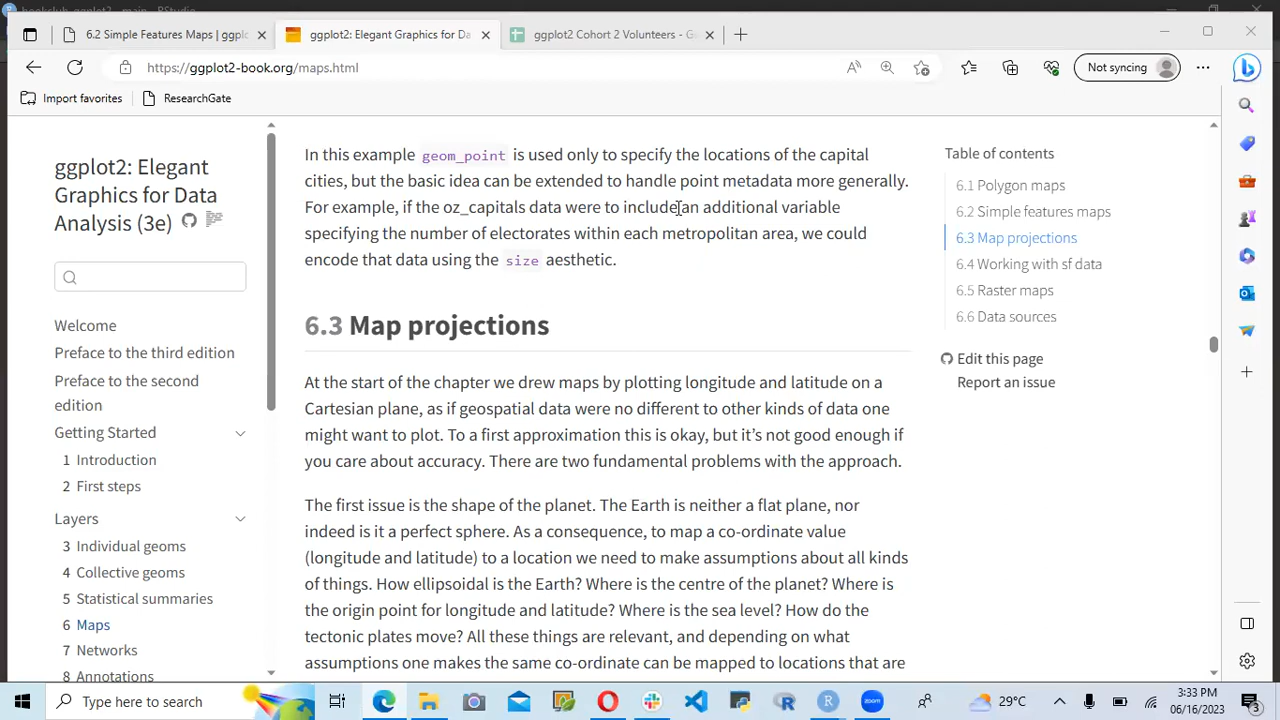 6.2 Simple Features Maps | ggplo
ggplot2: Elegant Graphics for Da
ggplot2 Cohort 2 Volunteers - G
https://ggplot2-book.org/maps.html
Not syncing
Import favorites
ResearchGate
ggplot2: Elegant
Graphics for Data
Analysis (3e)
Welcome
Preface to the third edition
Preface to the second
edition
Getting Started
1 Introduction
2 First steps
Layers
3 Individual geoms
4 Collective geoms
5 Statistical summaries
6 Maps
7 Networks
8 Annotations
In this example geom_point is used only to specify the locations of the capital
cities, but the basic idea can be extended to handle point metadata more generally.
For example, if the oz_capitals data were to include an additional variable
specifying the number of electorates within each metropolitan area, we could
encode that data using the size aesthetic.
6.3 Map projections
At the start of the chapter we drew maps by plotting longitude and latitude on a
Cartesian plane, as if geospatial data were no different to other kinds of data one
might want to plot. To a first approximation this is okay, but it's not good enough if
you care about accuracy. There are two fundamental problems with the approach.
The first issue is the shape of the planet. The Earth is neither a flat plane, nor
indeed is it a perfect sphere. As a consequence, to map a co-ordinate value
(longitude and latitude) to a location we need to make assumptions about all kinds
of things. How ellipsoidal is the Earth? Where is the centre of the planet? Where is
the origin point for longitude and latitude? Where is the sea level? How do the
tectonic plates move? All these things are relevant, and depending on what
assumptions one makes the same co-ordinate can be mapped to locations that are
Table of contents
6.1 Polygon maps
6.2 Simple features maps
6.3 Map projections
6.4 Working with sf data
6.5 Raster maps
6.6 Data sources
Edit this page
Report an issue
Type here to search
29°C
3:33 PM
06/16/2023